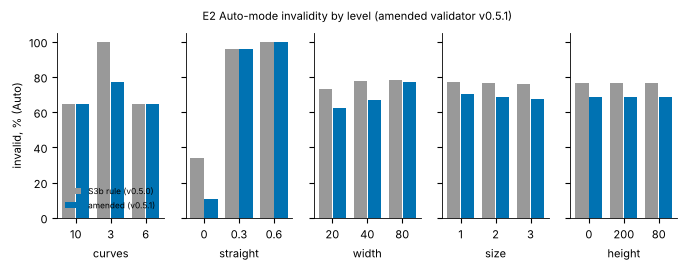 E2 Auto-mode invalidity by level (amended validator v0.5.1)
invalid, % (Auto)
100
80
60
40
20
0
S3b rule (v0.5.0)
amended (v0.5.1)
10 3 6
curves
0 0.3 0.6
straight
20 40 80
width
1 2 3
size
0 200 80
height